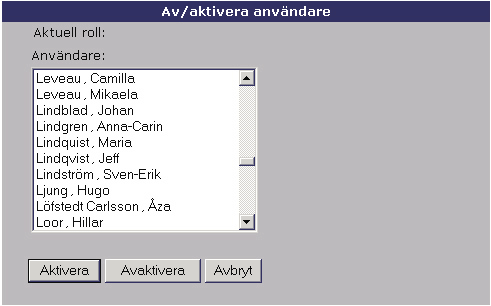 Av/aktivera användare
Aktuell roll:
Användare:
Leveau, Camilla
Leveau, Mikaela
Lindblad, Johan
Lindgren, Anna-Carin
Lindquist, Maria
Lindqvist, Jeff
Lindström, Sven-Erik
Ljung, Hugo
Löfstedt Carlsson, Åza
Loor, Hillar
Aktivera Avaktivera Avbryt